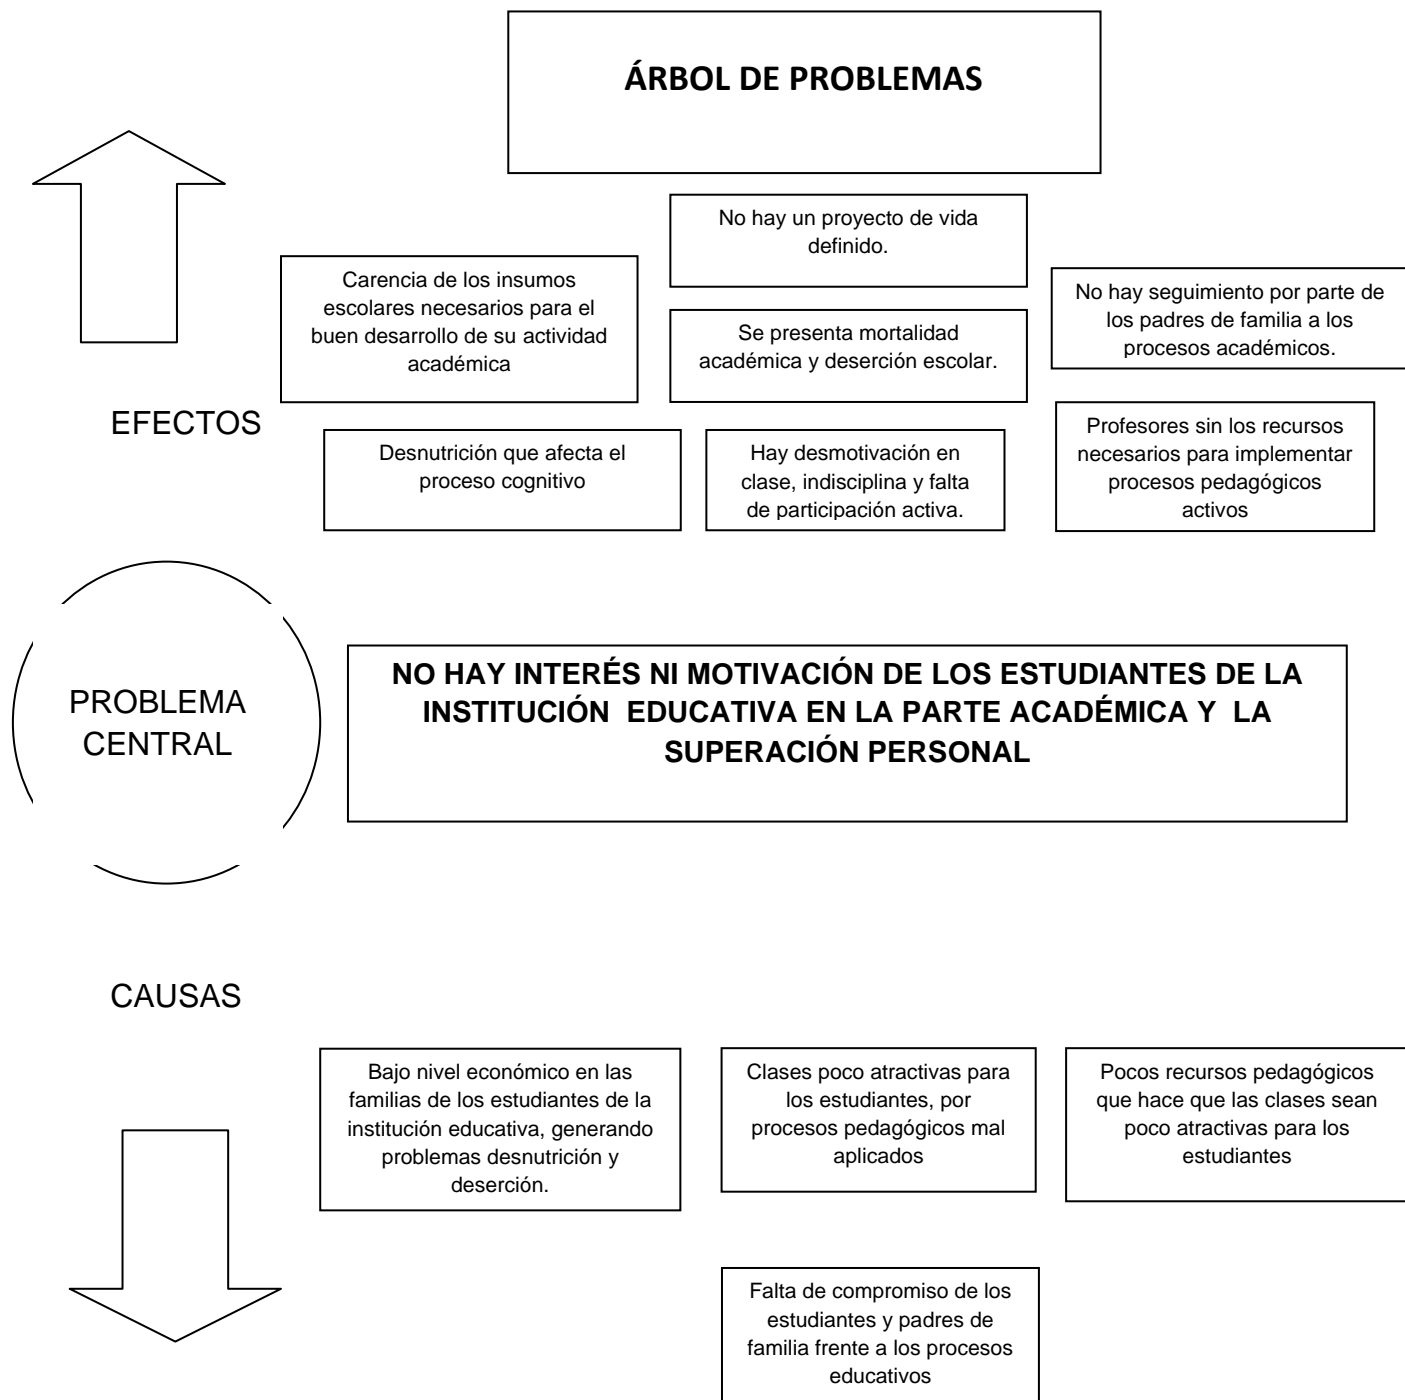 ÁRBOL DE PROBLEMAS
No hay un proyecto de vida
definido.
Carencia de los insumos
escolares necesarios para el
buen desarrollo de su actividad
académica
Se presenta mortalidad
académica y deserción escolar.
No hay seguimiento por parte de
los padres de familia a los
procesos académicos.
EFECTOS
Desnutrición que afecta el
proceso cognitivo
Hay desmotivación en
clase, indisciplina y falta
de participación activa.
Profesores sin los recursos
necesarios para implementar
procesos pedagógicos
activos
PROBLEMA
CENTRAL
NO HAY INTERÉS NI MOTIVACIÓN DE LOS ESTUDIANTES DE LA
INSTITUCIÓN  EDUCATIVA EN LA PARTE ACADÉMICA Y  LA
SUPERACIÓN PERSONAL
CAUSAS
Bajo nivel económico en las
familias de los estudiantes de la
institución educativa, generando
problemas desnutrición y
deserción.
Clases poco atractivas para
los estudiantes, por
procesos pedagógicos mal
aplicados
Pocos recursos pedagógicos
que hace que las clases sean
poco atractivas para los
estudiantes
Falta de compromiso de los
estudiantes y padres de
familia frente a los procesos
educativos